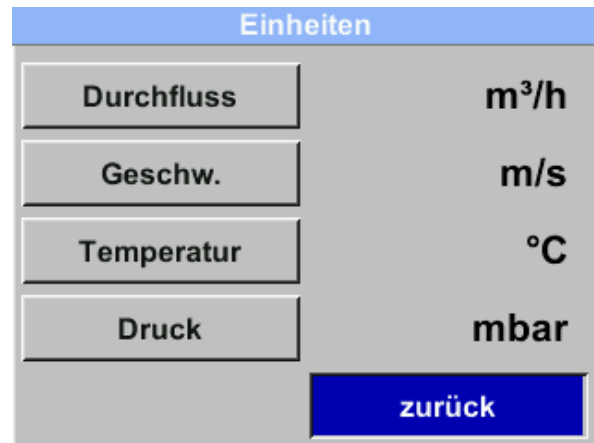 Einheiten
Durchfluss m³/h
Geschw. m/s
Temperatur °C
Druck mbar
zurück